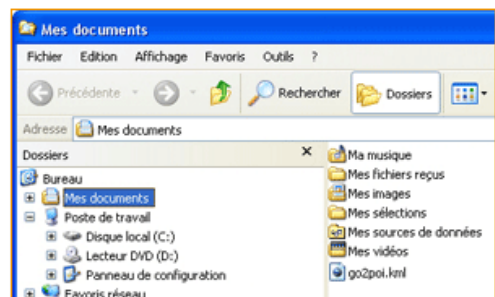 Mes documents
Fichier Edition Affichage Favoris Outils ?
Précédente Rechercher Dossiers
Adresse Mes documents
Dossiers
Bureau
Mes documents
Poste de travail
Disque local (C:)
Lecteur DVD (D:)
Panneau de configuration
Favoris réseau
Ma musique
Mes fichiers reçus
Mes images
Mes sélections
Mes sources de données
Mes vidéos
go2poi.kml